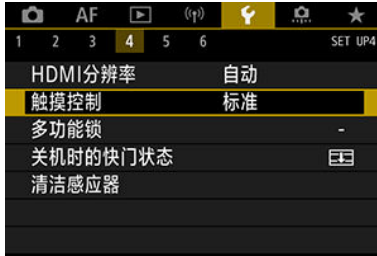 AF
1 2 3 4 5 6 SET UP4
HDMI分辨率 自动
触摸控制 标准
多功能锁 -
关机时的快门状态
清洁感应器